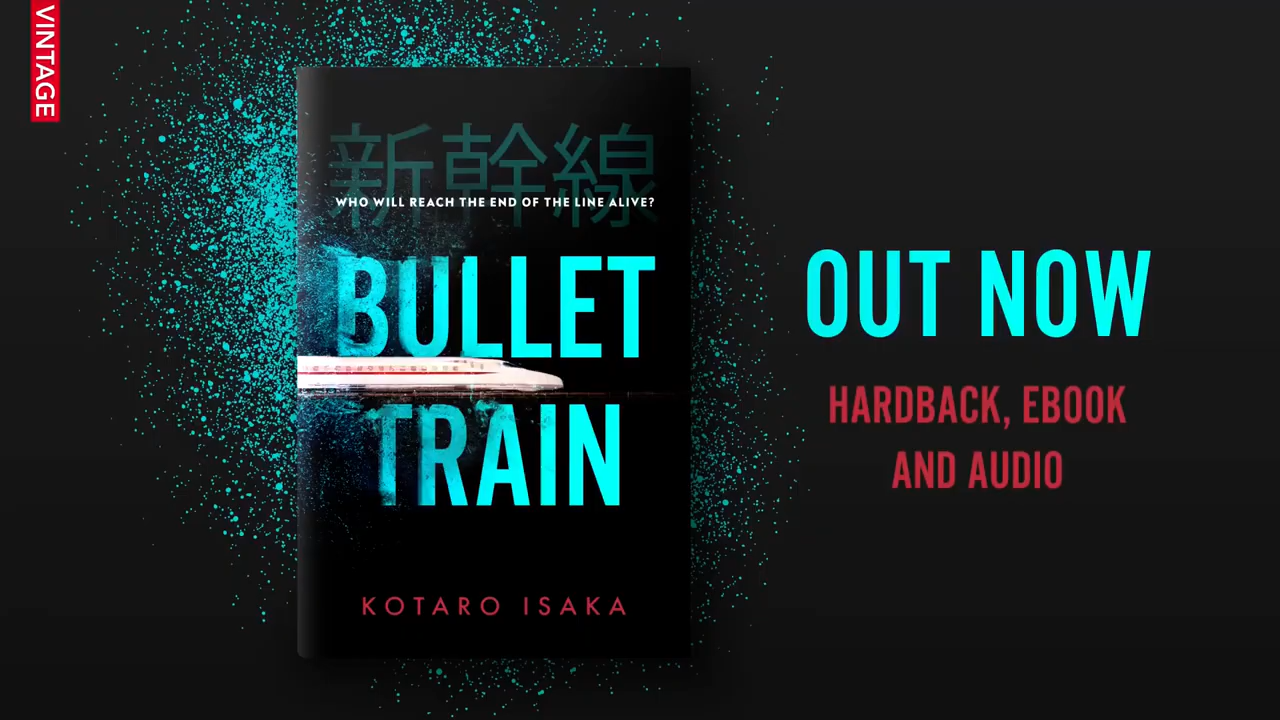 VINTAGE
新幹線
WHO WILL REACH THE END OF THE LINE ALIVE?
BULLET
TRAIN
KOTARO ISAKA
OUT NOW
HARDBACK, EBOOK
AND AUDIO